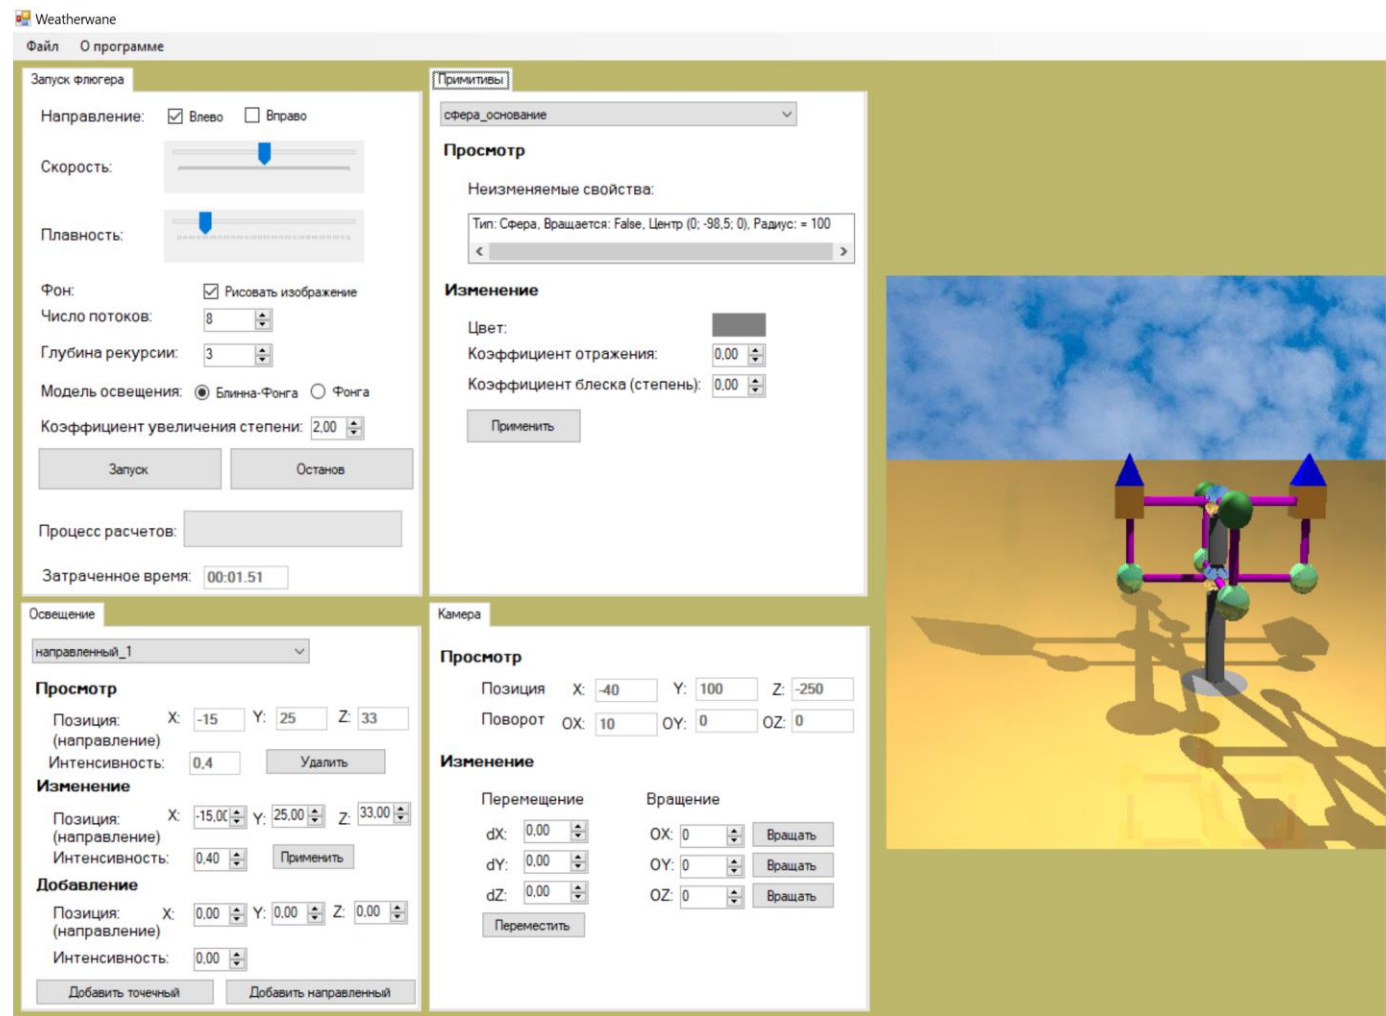 Weatherwane
Файл О программе
Запуск флюгера
Направление: Влево Вправо
Скорость:
Плавность:
Фон: Рисовать изображение
Число потоков: 8
Глубина рекурсии: 3
Модель освещения: Блинна-Фонга Фонга
Коэффициент увеличения степени: 2,00
Запуск Останов
Процесс расчетов:
Затраченное время: 00:01.51
Примитивы
сфера_основание
Просмотр
Неизменяемые свойства:
Тип: Сфера, Вращается: False, Центр (0; -98,5; 0), Радиус: = 100
Изменение
Цвет:
Коэффициент отражения: 0,00
Коэффициент блеска (степень): 0,00
Применить
Освещение
направленный_1
Просмотр
Позиция: X: -15 Y: 25 Z: 33
(направление)
Интенсивность: 0,4 Удалить
Изменение
Позиция: X: -15,00 Y: 25,00 Z: 33,00
(направление)
Интенсивность: 0,40 Применить
Добавление
Позиция: X: 0,00 Y: 0,00 Z: 0,00
(направление)
Интенсивность: 0,00
Добавить точечный Добавить направленный
Камера
Просмотр
Позиция X: -40 Y: 100 Z: -250
Поворот OX: 10 OY: 0 OZ: 0
Изменение
Перемещение Вращение
dX: 0,00 OX: 0 Вращать
dY: 0,00 OY: 0 Вращать
dZ: 0,00 OZ: 0 Вращать
Переместить